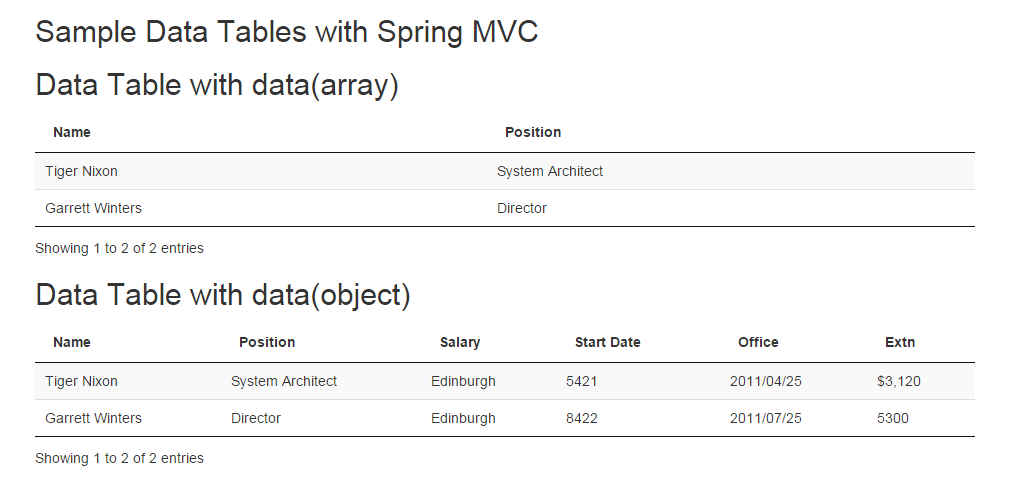 Sample Data Tables with Spring MVC
Data Table with data(array)
Name Position
Tiger Nixon System Architect
Garrett Winters Director
Showing 1 to 2 of 2 entries
Data Table with data(object)
Name Position Salary Start Date Office Extn
Tiger Nixon System Architect Edinburgh 5421 2011/04/25 $3,120
Garrett Winters Director Edinburgh 8422 2011/07/25 5300
Showing 1 to 2 of 2 entries